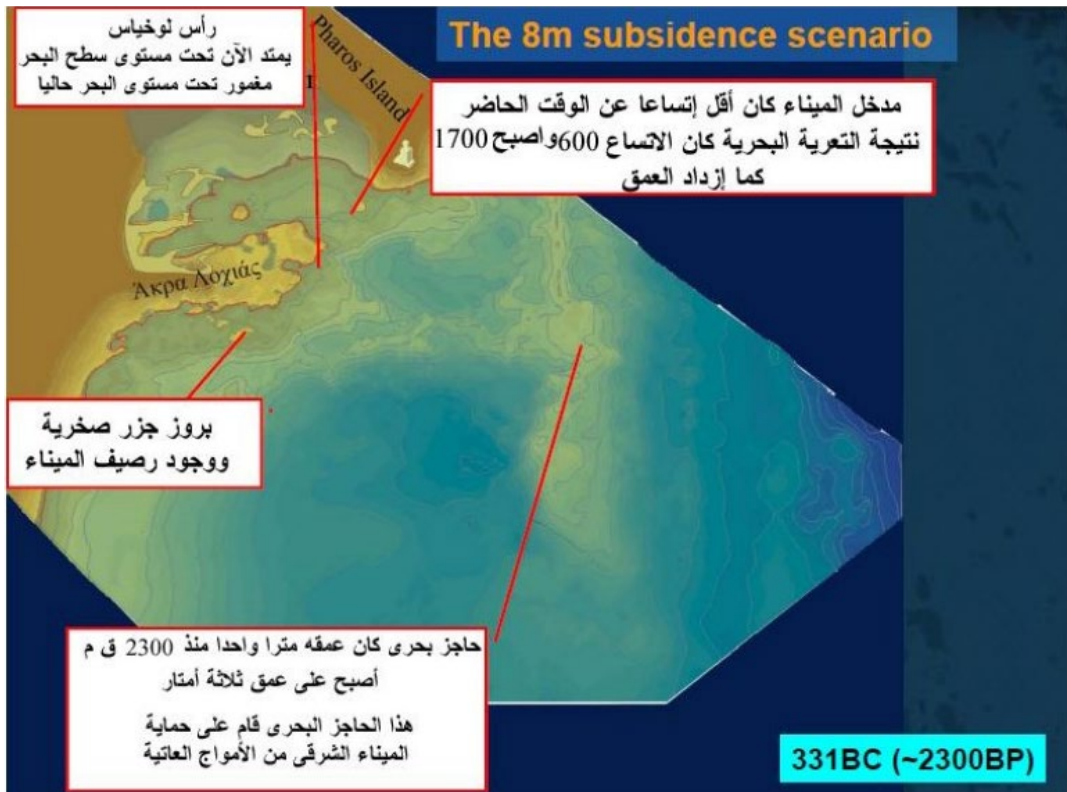 The 8m subsidence scenario
رأس لوخياس
يمتد الآن تحت مستوى سطح البحر
مغمور تحت مستوى البحر حاليا
Pharos Island
مدخل الميناء كان أقل إتساعا عن الوقت الحاضر
نتيجة التعرية البحرية كان الاتساع 600 واصبح 1700
كما إزداد العمق
Άκρα Λοχιάς
بروز جزر صخرية
ووجود رصيف الميناء
حاجز بحرى كان عمقه مترا واحدا منذ 2300 ق م
أصبح على عمق ثلاثة أمتار
هذا الحاجز البحرى قام على حماية
الميناء الشرقى من الأمواج العاتية
331BC (~2300BP)